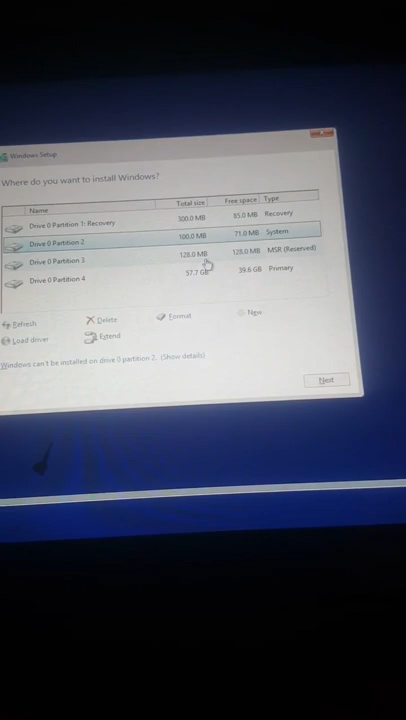 Windows Setup
Where do you want to install Windows?
Name Total size Free space Type
Drive 0 Partition 1: Recovery 300.0 MB 85.0 MB Recovery
Drive 0 Partition 2 100.0 MB 71.0 MB System
Drive 0 Partition 3 128.0 MB 128.0 MB MSR (Reserved)
Drive 0 Partition 4 57.7 GB 39.6 GB Primary
Refresh Delete Format New
Load driver Extend
Windows can't be installed on drive 0 partition 2. (Show details)
Next